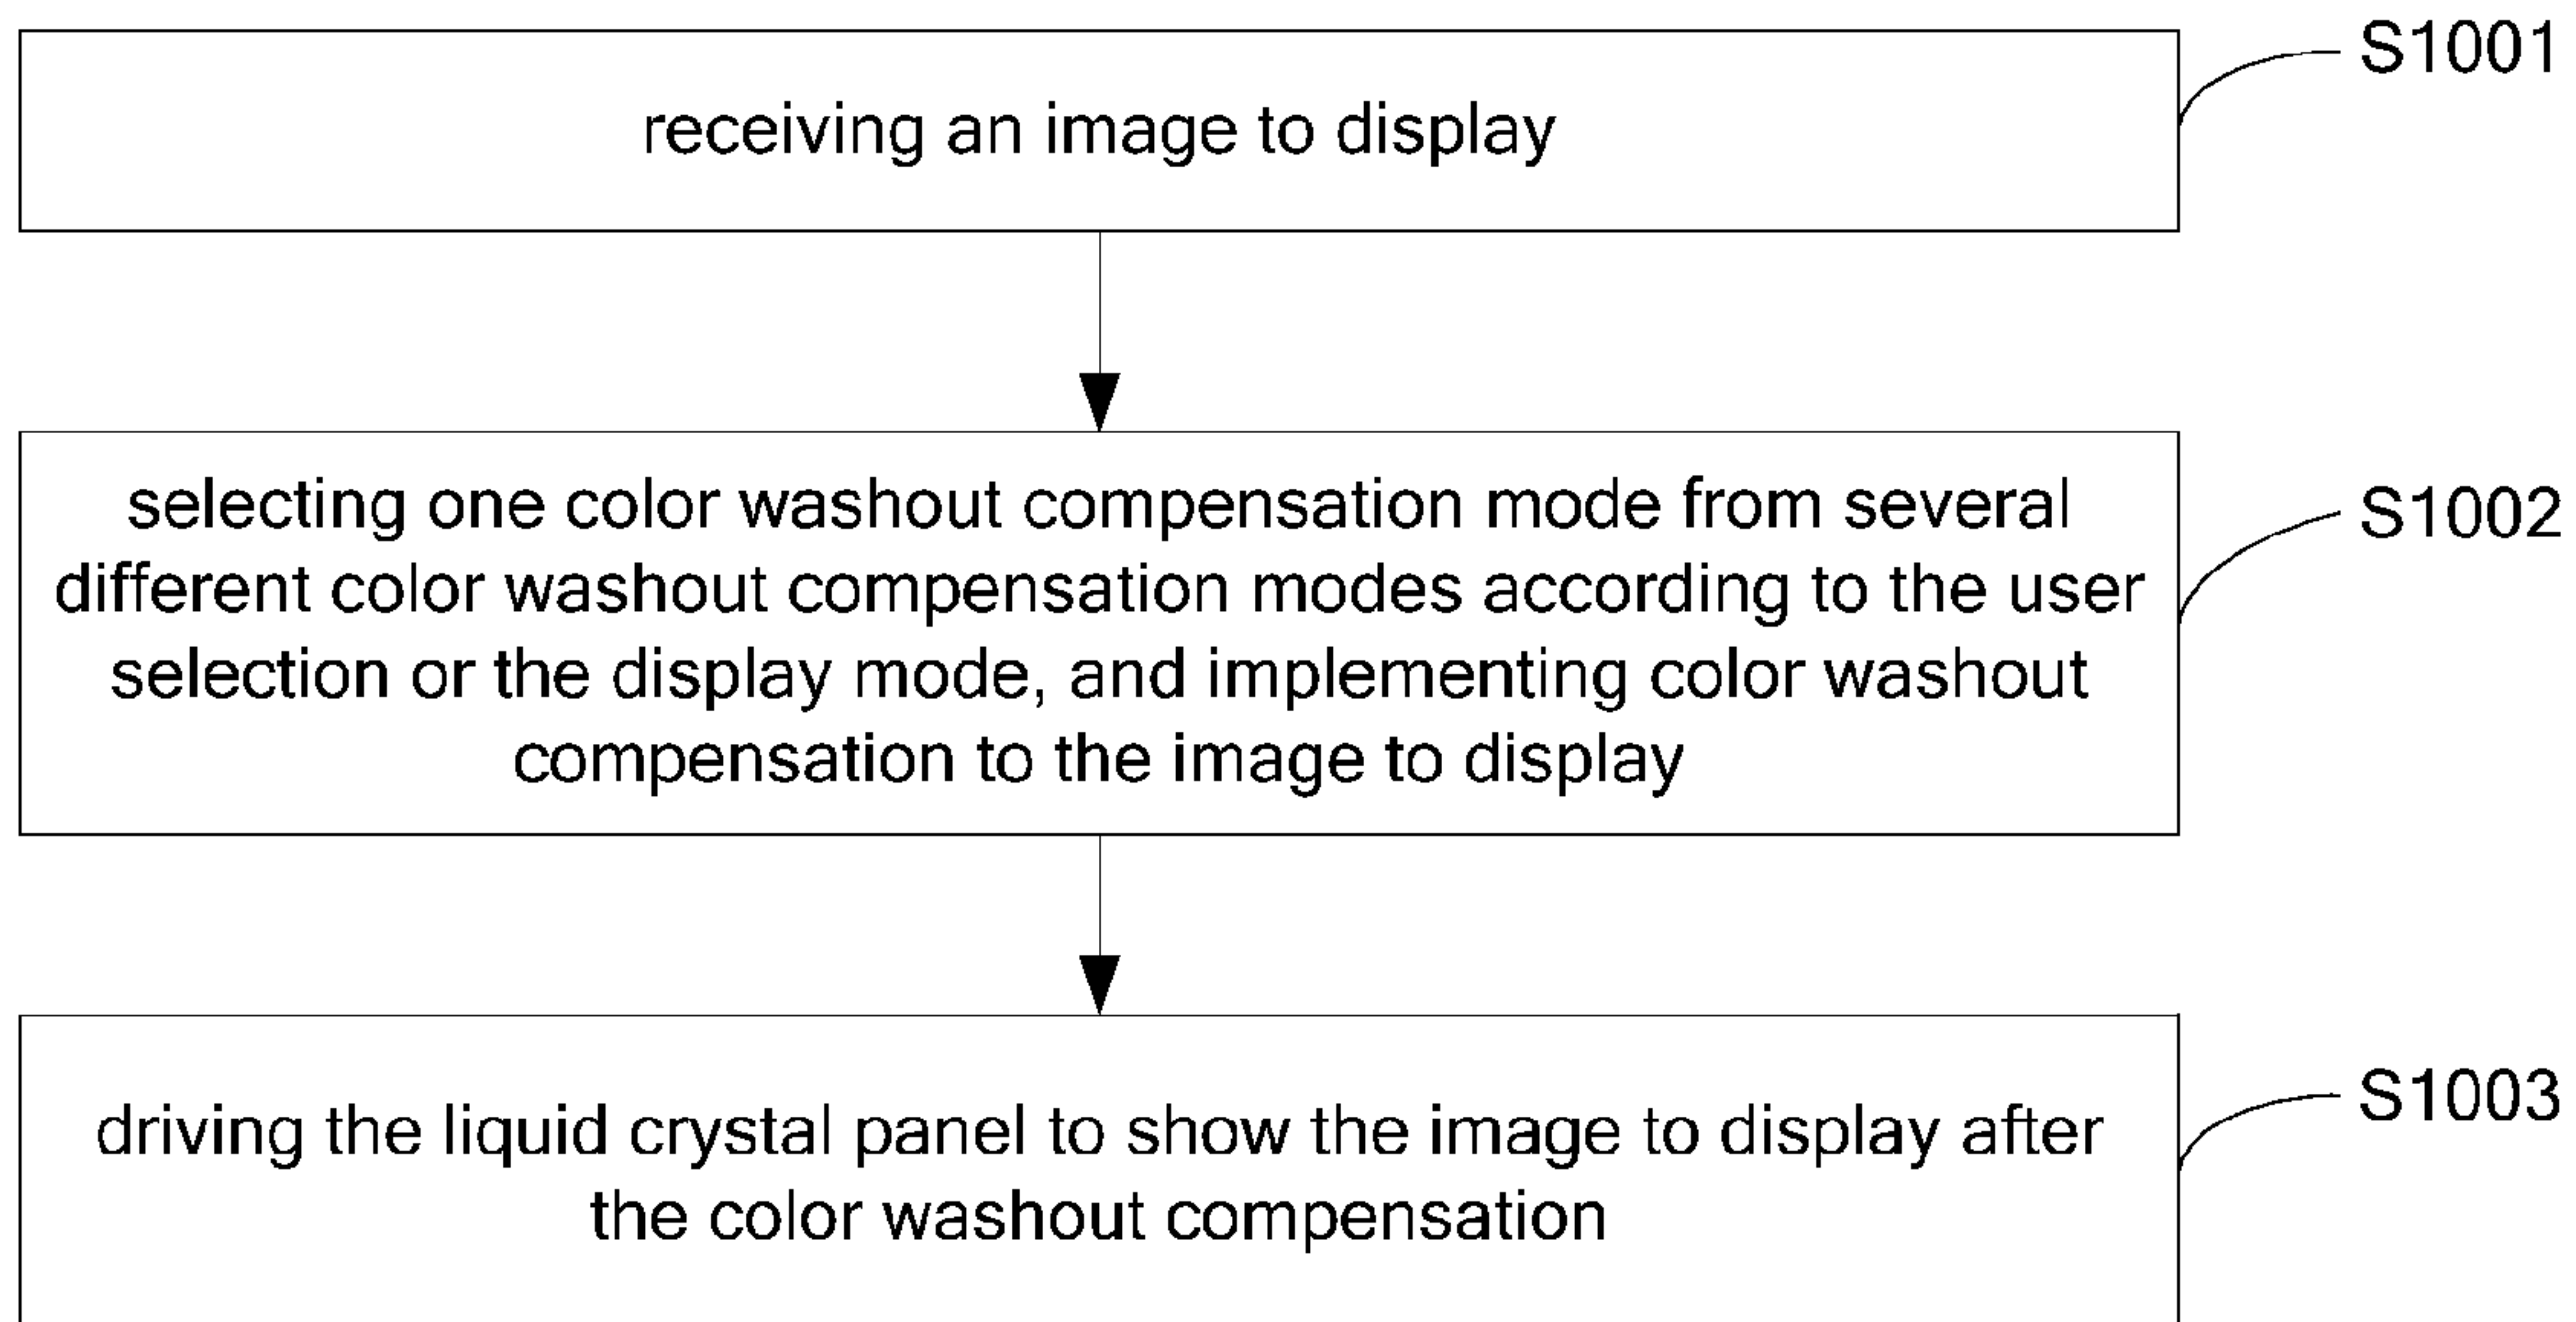 receiving an image to display
S1001
selecting one color washout compensation mode from several
different color washout compensation modes according to the user
selection or the display mode, and implementing color washout
compensation to the image to display
S1002
driving the liquid crystal panel to show the image to display after
the color washout compensation
S1003